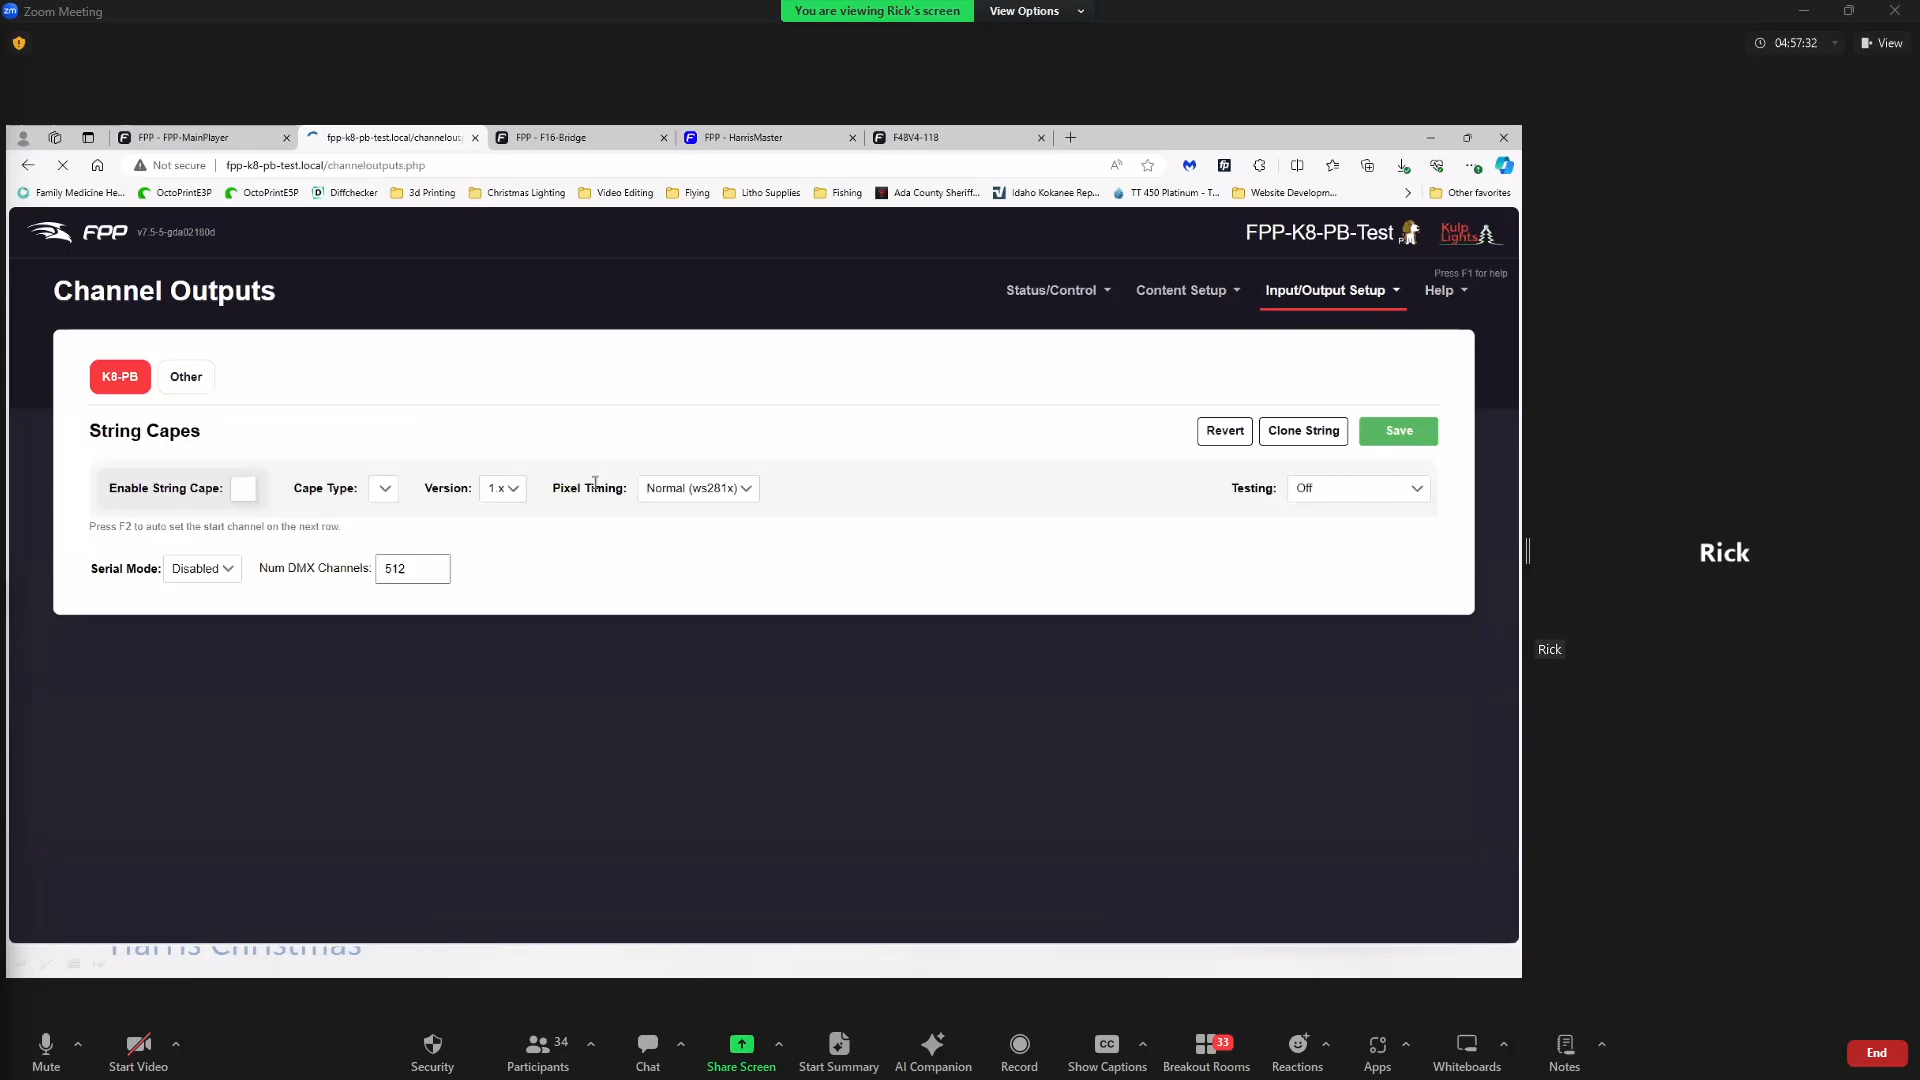 zm Zoom Meeting
You are viewing Rick's screen
View Options
04:57:32
View
FPP - FPP-MainPlayer
fpp-k8-pb-test.local/channelout
FPP - F16-Bridge
FPP - HarrisMaster
F48V4-118
Not secure
fpp-k8-pb-test.local/channeloutputs.php
Family Medicine He...
OctoPrintE3P
OctoPrintE5P
Diffchecker
3d Printing
Christmas Lighting
Video Editing
Flying
Litho Supplies
Fishing
Ada County Sheriff...
Idaho Kokanee Rep...
TT 450 Platinum - T...
Website Developm...
Other favorites
FPP v7.5-5-gda02180d
FPP-K8-PB-Test
Kulp Lights
Press F1 for help
Channel Outputs
Status/Control
Content Setup
Input/Output Setup
Help
K8-PB
Other
String Capes
Revert
Clone String
Save
Enable String Cape:
Cape Type:
Version: 1.x
Pixel Timing: Normal (ws281x)
Testing: Off
Press F2 to auto set the start channel on the next row.
Serial Mode: Disabled
Num DMX Channels: 512
Rick
Rick
Harris Christmas
Mute
Start Video
Security
34
Participants
Chat
Share Screen
Start Summary
AI Companion
Record
CC
Show Captions
33
Breakout Rooms
Reactions
Apps
Whiteboards
Notes
End